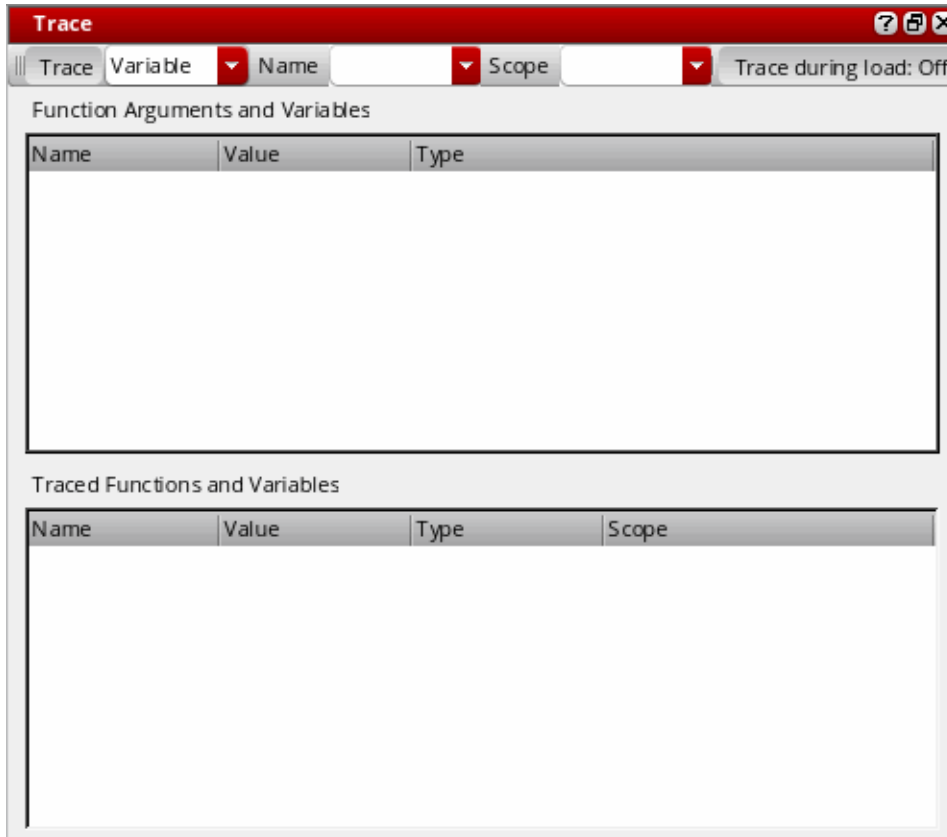 Trace
Trace Variable Name Scope Trace during load: Off
Function Arguments and Variables
Name Value Type
Traced Functions and Variables
Name Value Type Scope